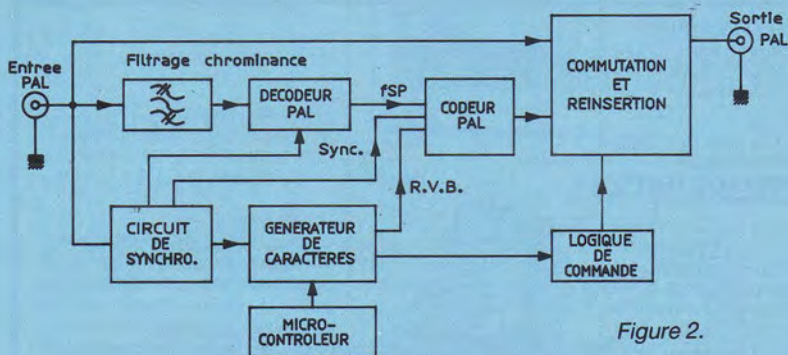 Entree
PAL
Filtrage chrominance
DECODEUR
PAL
fSP
CODEUR
PAL
COMMUTATION
ET
REINSERTION
Sortie
PAL
Sync.
R.V.B.
CIRCUIT
DE
SYNCHRO.
GENERATEUR
DE
CARACTERES
LOGIQUE
DE
COMMANDE
MICRO-
CONTROLEUR
Figure 2.